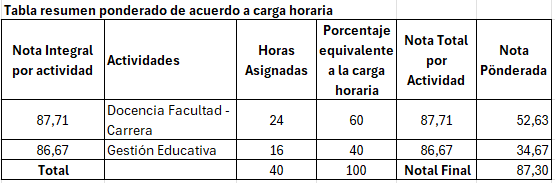 Tabla resumen ponderado de acuerdo a carga horaria
Nota Integral por actividad | Actividades | Horas Asignadas | Porcentaje equivalente a la carga horaria | Nota Total por Actividad | Nota Pönderada
87,71 | Docencia Facultad - Carrera | 24 | 60 | 87,71 | 52,63
86,67 | Gestión Educativa | 16 | 40 | 86,67 | 34,67
Total | 40 | 100 | Notal Final | 87,30